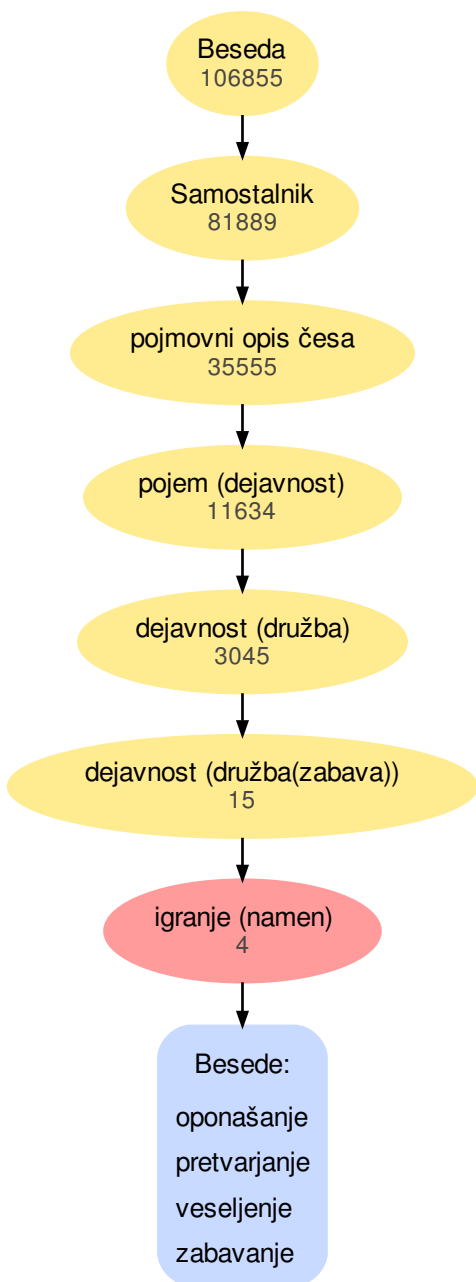 Beseda
106855
Samostalnik
81889
pojmovni opis česa
35555
pojem (dejavnost)
11634
dejavnost (družba)
3045
dejavnost (družba(zabava))
15
igranje (namen)
4
Besede:
oponašanje
pretvarjanje
veseljenje
zabavanje